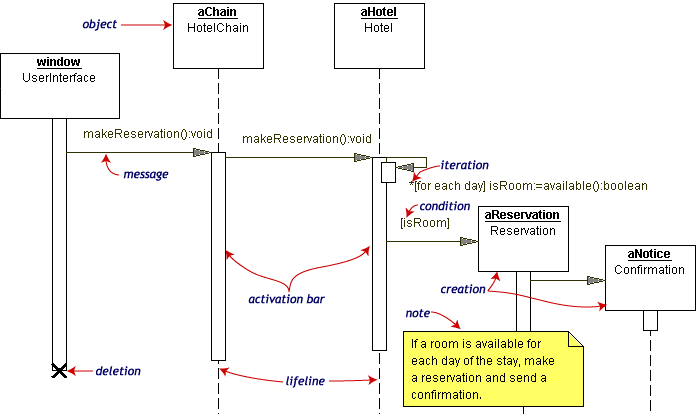 object
aChain
HotelChain
aHotel
Hotel
window
UserInterface
makeReservation():void
makeReservation():void
message
iteration
*[for each day] isRoom:=available():boolean
condition
[isRoom]
aReservation
Reservation
aNotice
Confirmation
activation bar
creation
note
If a room is available for
each day of the stay, make
a reservation and send a
confirmation.
deletion
lifeline